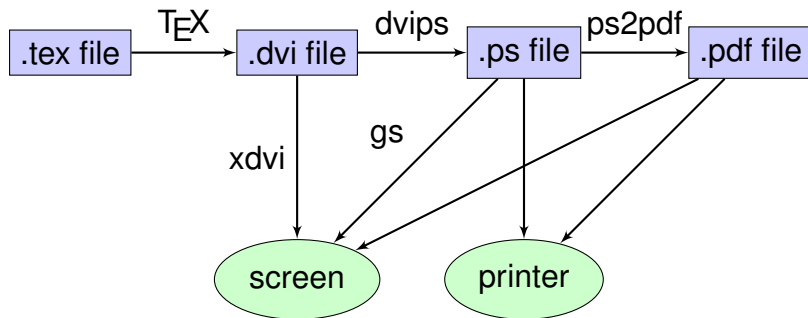 TEX
dvips
ps2pdf
.tex file
.dvi file
.ps file
.pdf file
xdvi
gs
screen
printer